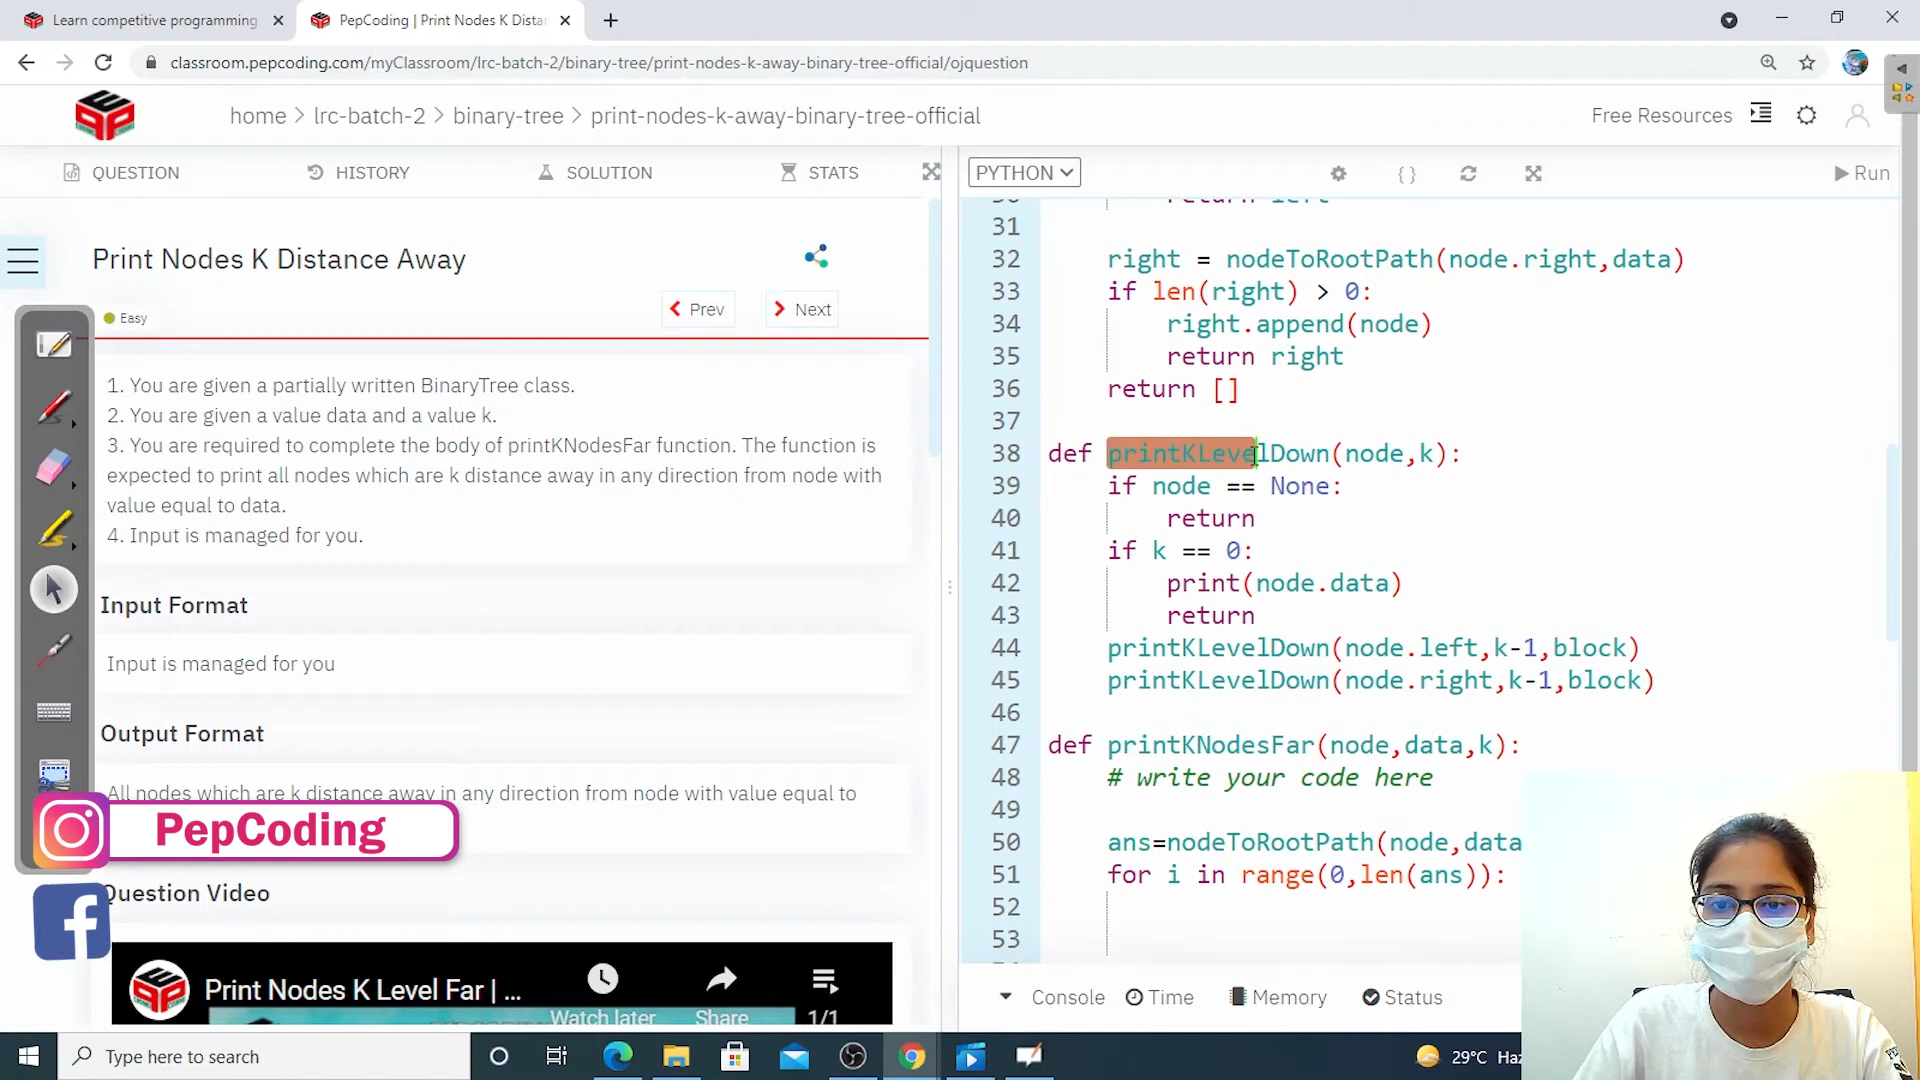 Learn competitive programming
PepCoding | Print Nodes K Dista
classroom.pepcoding.com/myClassroom/lrc-batch-2/binary-tree/print-nodes-k-away-binary-tree-official/ojquestion
home > lrc-batch-2 > binary-tree > print-nodes-k-away-binary-tree-official
Free Resources
QUESTION
HISTORY
SOLUTION
STATS
PYTHON
{ }
Run
Print Nodes K Distance Away
Prev
Next
Easy
1. You are given a partially written BinaryTree class.
2. You are given a value data and a value k.
3. You are required to complete the body of printKNodesFar function. The function is
expected to print all nodes which are k distance away in any direction from node with
value equal to data.
4. Input is managed for you.
Input Format
Input is managed for you
Output Format
All nodes which are k distance away in any direction from node with value equal to
PepCoding
Question Video
Print Nodes K Level Far | ...
Watch later
Share
1/1
30 return left
31
32 right = nodeToRootPath(node.right,data)
33 if len(right) > 0:
34 right.append(node)
35 return right
36 return []
37
38 def printKLevelDown(node,k):
39 if node == None:
40 return
41 if k == 0:
42 print(node.data)
43 return
44 printKLevelDown(node.left,k-1,block)
45 printKLevelDown(node.right,k-1,block)
46
47 def printKNodesFar(node,data,k):
48 # write your code here
49
50 ans=nodeToRootPath(node,data
51 for i in range(0,len(ans)):
52
53
Console
Time
Memory
Status
Type here to search
29°C Haz